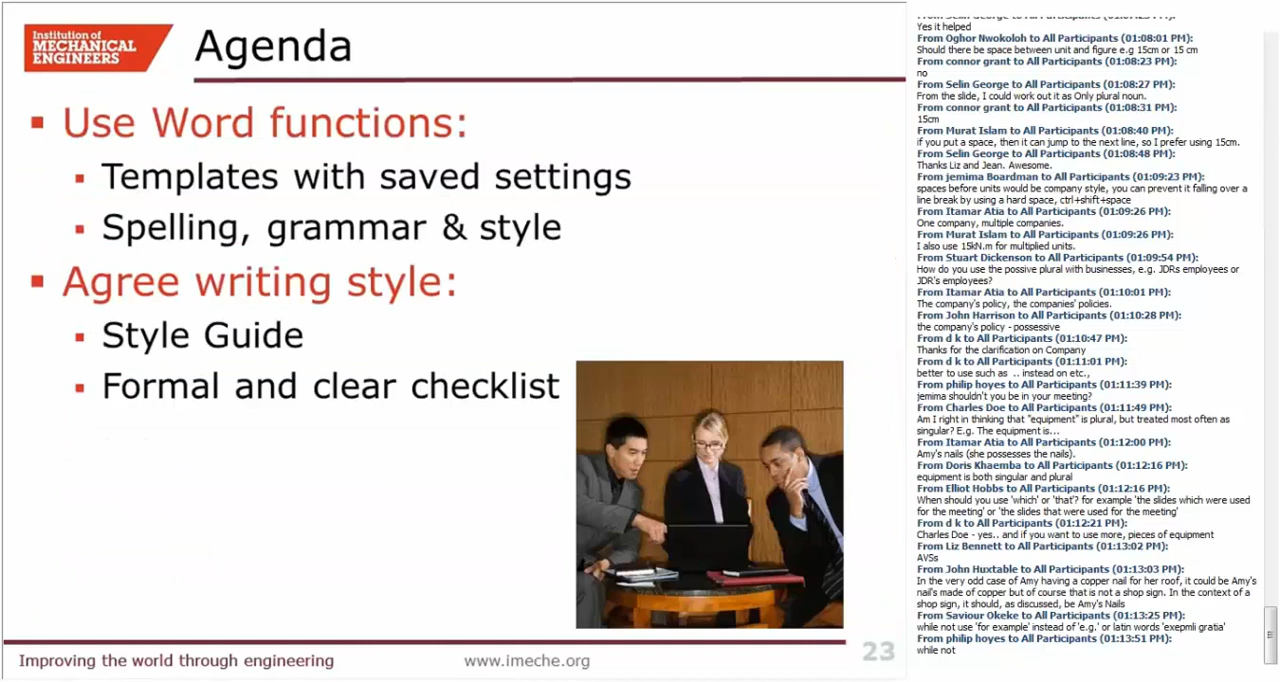 Institution of
MECHANICAL
ENGINEERS
Agenda
Use Word functions:
Templates with saved settings
Spelling, grammar & style
Agree writing style:
Style Guide
Formal and clear checklist
Improving the world through engineering
www.imeche.org
23
Yes it helped
From Oghor Nwokoloh to All Participants (01:08:01 PM):
Should there be space between unit and figure e.g 15cm or 15 cm
From connor grant to All Participants (01:08:23 PM):
no
From Selin George to All Participants (01:08:27 PM):
From the slide, I could work out it as Only plural noun.
From connor grant to All Participants (01:08:31 PM):
15cm
From Murat Islam to All Participants (01:08:40 PM):
if you put a space, then it can jump to the next line, so I prefer using 15cm.
From Selin George to All Participants (01:08:48 PM):
Thanks Liz and Jean. Awesome.
From jemima Boardman to All Participants (01:09:23 PM):
spaces before units would be company style, you can prevent it falling over a
line break by using a hard space, ctrl+shift+space
From Itamar Atia to All Participants (01:09:26 PM):
One company, multiple companies.
From Murat Islam to All Participants (01:09:26 PM):
I also use 15kN.m for multiplied units.
From Stuart Dickenson to All Participants (01:09:54 PM):
How do you use the possive plural with businesses, e.g. JDRs employees or
JDR's employees?
From Itamar Atia to All Participants (01:10:01 PM):
The company's policy, the companies' policies.
From John Harrison to All Participants (01:10:28 PM):
the company's policy - possessive
From d k to All Participants (01:10:47 PM):
Thanks for the clarification on Company
From d k to All Participants (01:11:01 PM):
better to use such as .. instead on etc.,
From philip hoyes to All Participants (01:11:39 PM):
jemima shouldn't you be in your meeting?
From Charles Doe to All Participants (01:11:49 PM):
Am I right in thinking that "equipment" is plural, but treated most often as
singular? E.g. The equipment is...
From Itamar Atia to All Participants (01:12:00 PM):
Amy's nails (she possesses the nails).
From Doris Khaemba to All Participants (01:12:16 PM):
equipment is both singular and plural
From Elliot Hobbs to All Participants (01:12:16 PM):
When should you use 'which' or 'that'? for example 'the slides which were used
for the meeting' or 'the slides that were used for the meeting'
From d k to All Participants (01:12:21 PM):
Charles Doe - yes.. and if you want to use more, pieces of equipment
From Liz Bennett to All Participants (01:13:02 PM):
AVSs
From John Huxtable to All Participants (01:13:03 PM):
In the very odd case of Amy having a copper nail for her roof, it could be Amy's
nail's made of copper but of course that is not a shop sign. In the context of a
shop sign, it should, as discussed, be Amy's Nails
From Saviour Okeke to All Participants (01:13:25 PM):
while not use 'for example' instead of 'e.g.' or latin words 'exepmli gratia'
From philip hoyes to All Participants (01:13:51 PM):
while not